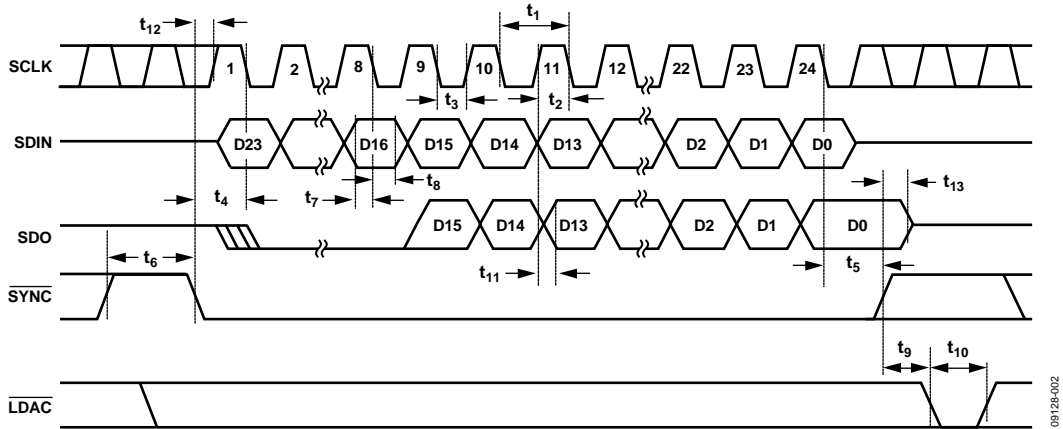 t12
t1
SCLK
1 2 8 9 10 11 12 22 23 24
t3 t2
SDIN
D23 D16 D15 D14 D13 D2 D1 D0
t4 t7 t8 t13
SDO
D15 D14 D13 D2 D1 D0
t6 t11 t5
SYNC
t9 t10
LDAC
09128-002